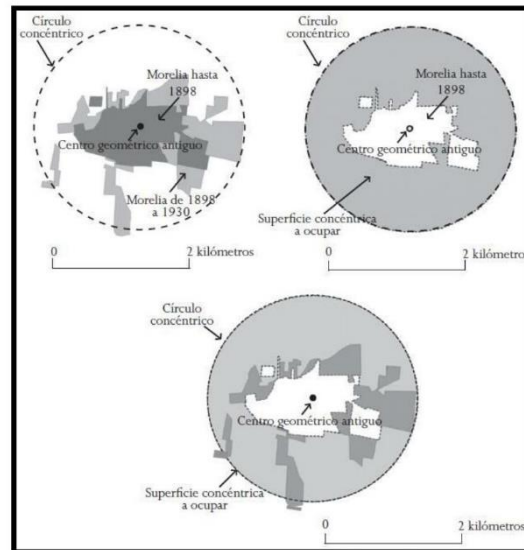 Círculo
concéntrico
Morelia hasta
1898
Centro geométrico antiguo
Morelia de 1898
a 1930
0
2 kilómetros
Círculo
concéntrico
Morelia hasta
1898
Centro geométrico antiguo
Superficie concéntrica
a ocupar
0
2 kilómetros
Círculo
concéntrico
Centro geométrico antiguo
Superficie concéntrica
a ocupar
0
2 kilómetros